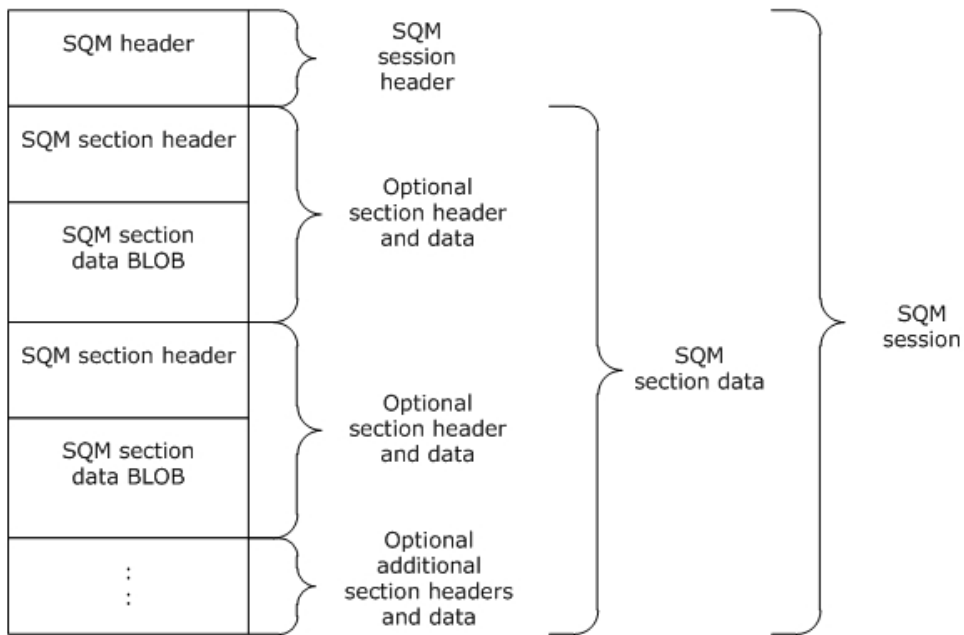 SQM header
SQM
session
header
SQM section header
SQM section
data BLOB
Optional
section header
and data
SQM section header
SQM section
data BLOB
Optional
section header
and data
:
:
Optional
additional
section headers
and data
SQM
section data
SQM
session